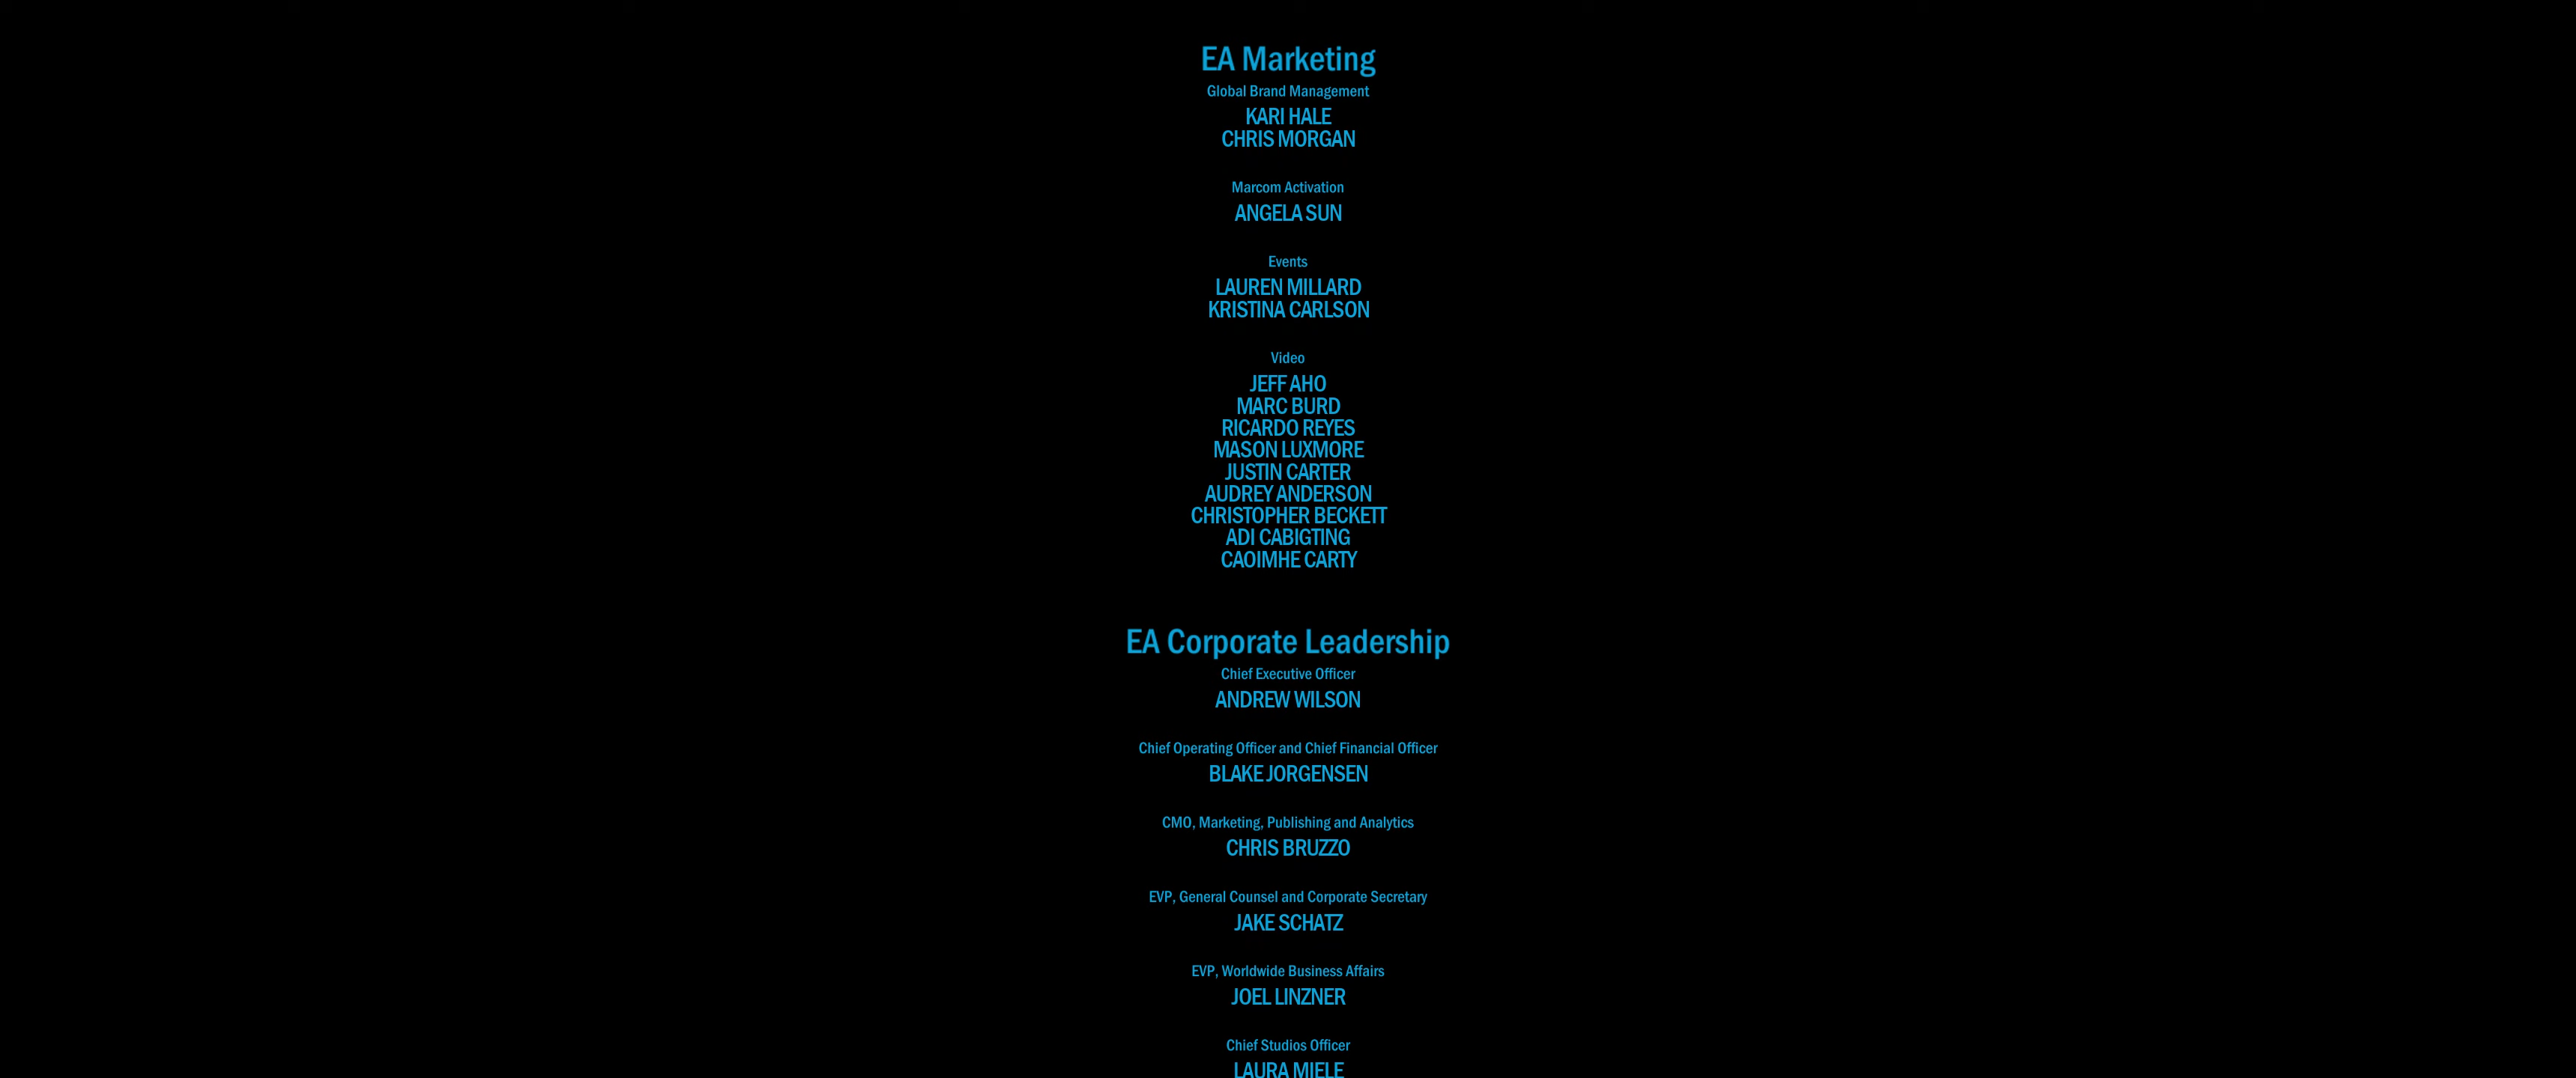 EA Marketing
Global Brand Management
KARI HALE
CHRIS MORGAN
Marcom Activation
ANGELA SUN
Events
LAUREN MILLARD
KRISTINA CARLSON
Video
JEFF AHO
MARC BURD
RICARDO REYES
MASON LUXMORE
JUSTIN CARTER
AUDREY ANDERSON
CHRISTOPHER BECKETT
ADI CABIGTING
CAOIMHE CARTY
EA Corporate Leadership
Chief Executive Officer
ANDREW WILSON
Chief Operating Officer and Chief Financial Officer
BLAKE JORGENSEN
CMO, Marketing, Publishing and Analytics
CHRIS BRUZZO
EVP, General Counsel and Corporate Secretary
JAKE SCHATZ
EVP, Worldwide Business Affairs
JOEL LINZNER
Chief Studios Officer
LAURA MIELE